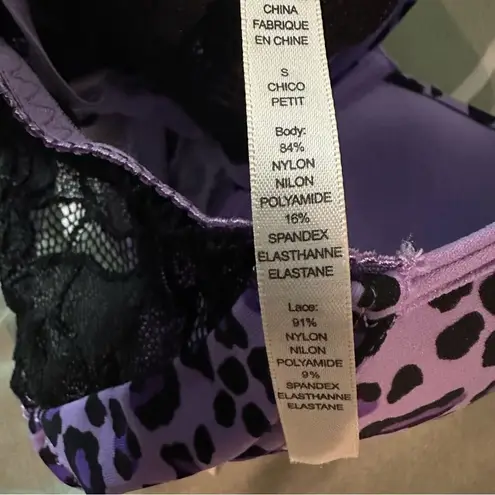 CHINA
FABRIQUE
EN CHINE
S
CHICO
PETIT
Body:
84%
NYLON
NILON
POLYAMIDE
16%
SPANDEX
ELASTHANNE
ELASTANE
Laos:
91%
NYLON
NILON
POLYAMIDE
9%
SPANDEX
ELASTHANNE
ELASTANE